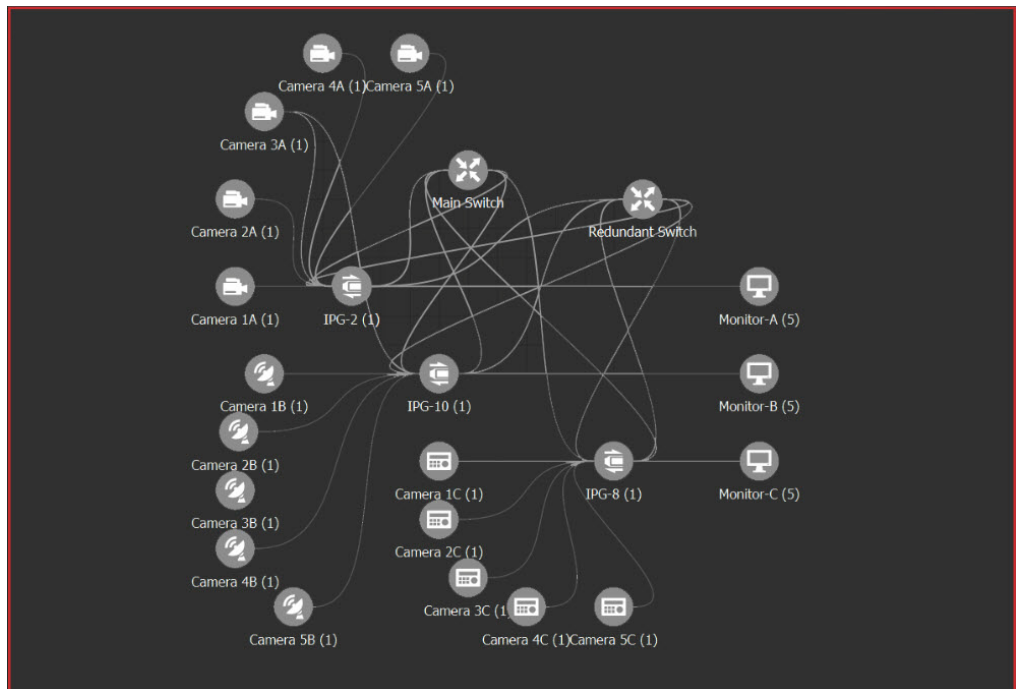 Camera 4A (1)
Camera 5A (1)
Camera 3A (1)
Main Switch
Camera 2A (1)
Redundant Switch
Camera 1A (1)
IPG-2 (1)
Monitor-A (5)
Camera 1B (1)
IPG-10 (1)
Monitor-B (5)
Camera 2B (1)
Camera 1C (1)
IPG-8 (1)
Monitor-C (5)
Camera 3B (1)
Camera 2C (1)
Camera 4B (1)
Camera 3C (1)
Camera 5B (1)
Camera 4C (1)
Camera 5C (1)